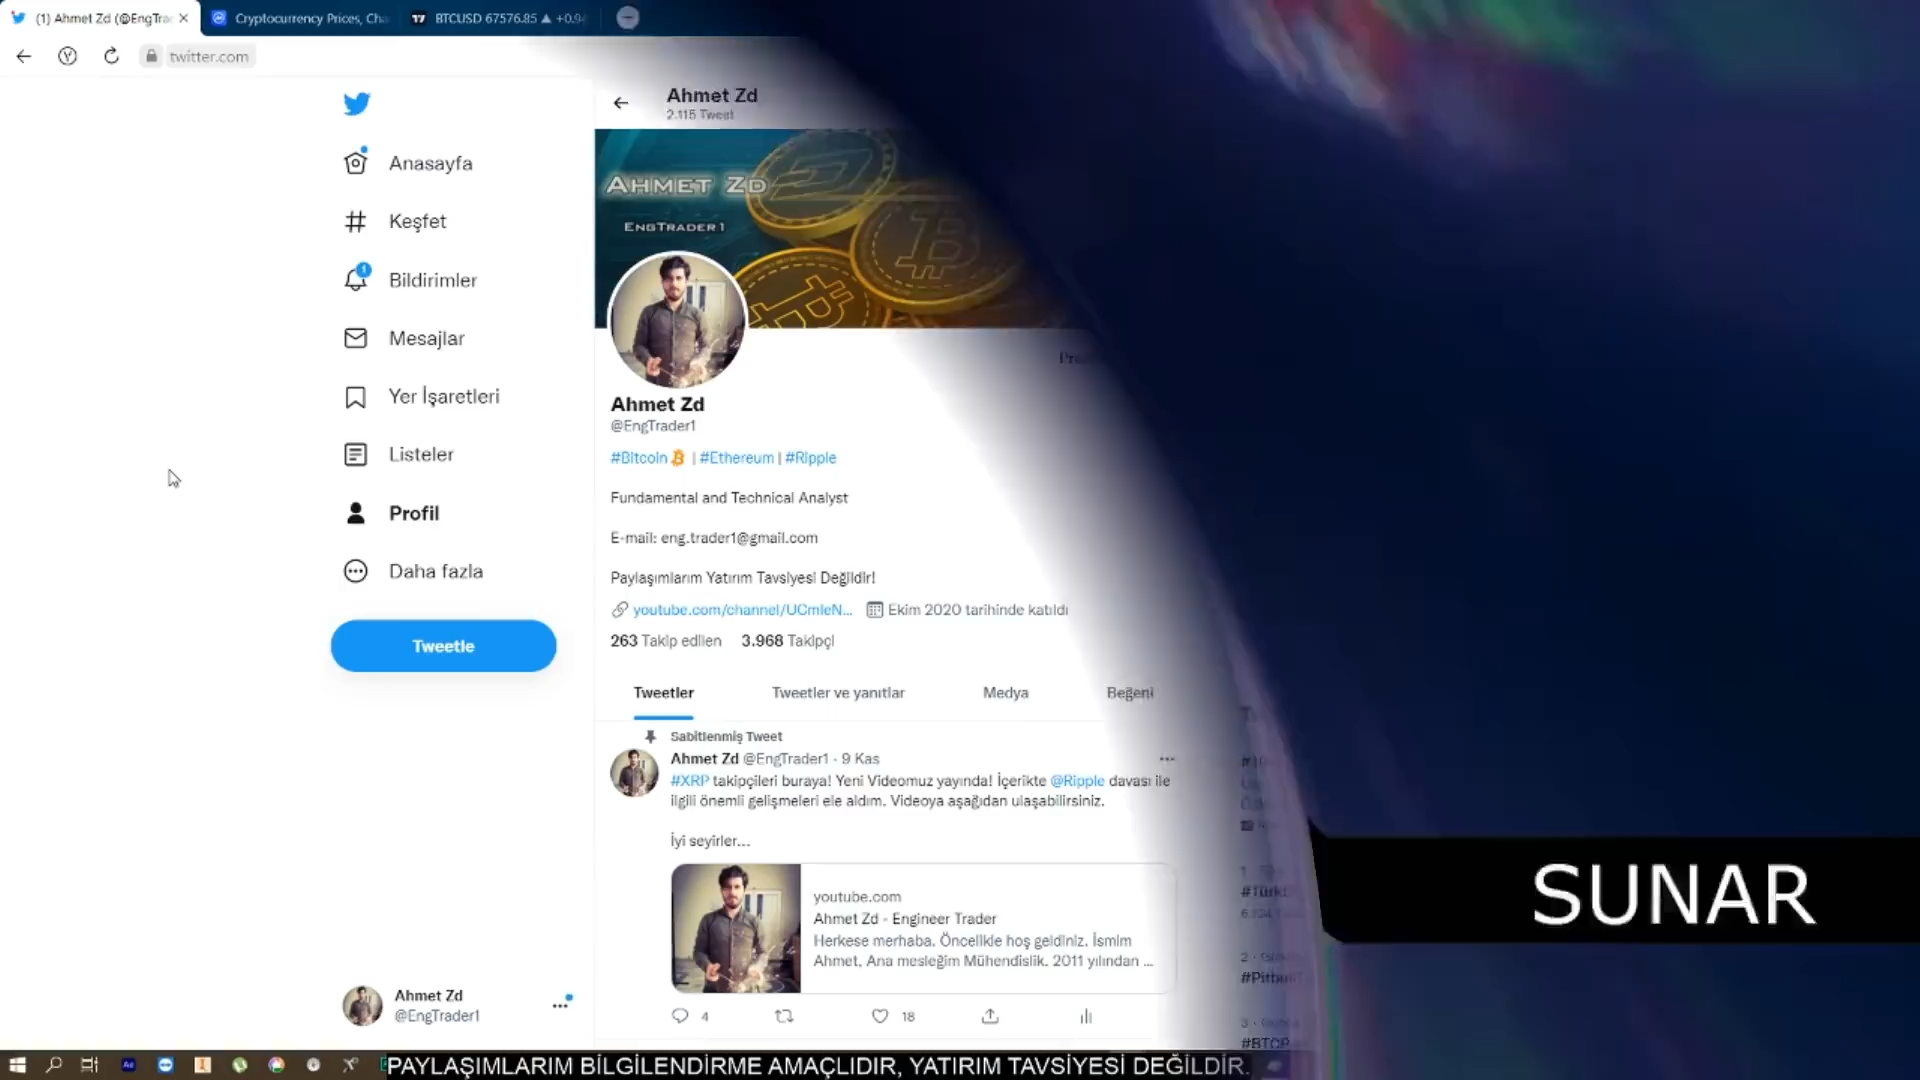 (1) Ahmet Zd (@EngTra
Cryptocurrency Prices, Cha
BTCUSD 67576.85 ▲ +0.9
twitter.com
Ahmet Zd
2.115 Tweet
Anasayfa
Keşfet
1
Bildirimler
Mesajlar
Yer İşaretleri
Listeler
Profil
Daha fazla
Tweetle
Ahmet Zd
@EngTrader1
AHMET ZD
ENGTRADER1
Ahmet Zd
@EngTrader1
#Bitcoin | #Ethereum | #Ripple
Fundamental and Technical Analyst
E-mail: eng.trader1@gmail.com
Paylaşımlarım Yatırım Tavsiyesi Değildir!
youtube.com/channel/UCmleN... Ekim 2020 tarihinde katıldı
263 Takip edilen 3.968 Takipçi
Tweetler Tweetler ve yanıtlar Medya Beğeni
Sabitlenmiş Tweet
Ahmet Zd @EngTrader1 · 9 Kas
#XRP takipçileri buraya! Yeni Videomuz yayında! İçerikte @Ripple davası ile
ilgili önemli gelişmeleri ele aldım. Videoya aşağıdan ulaşabilirsiniz.
İyi seyirler...
youtube.com
Ahmet Zd - Engineer Trader
Herkese merhaba. Öncelikle hoş geldiniz. İsmim
Ahmet, Ana mesleğim Mühendislik. 2011 yılından ...
4 18
SUNAR
PAYLAŞIMLARIM BİLGİLENDİRME AMAÇLIDIR, YATIRIM TAVSİYESİ DEĞİLDİR.